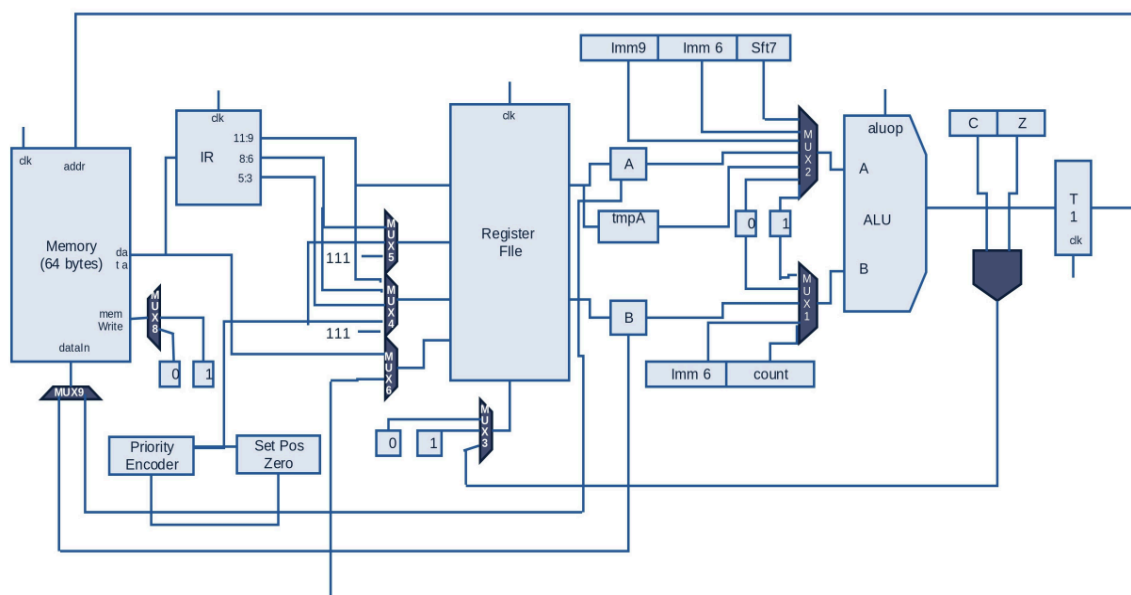 Imm9 Imm 6 Sft7
clk
addr
Memory
(64 bytes)
da
ta
mem
Write
dataIn
MUX9
clk
IR
11:9
8:6
5:3
MUX8
0 1
Priority
Encoder
Set Pos
Zero
MUX5
111
MUX4
111
MUX6
clk
Register
FIle
0 1
MUX3
A
tmpA
B
MUX2
0 1
MUX1
Imm 6 count
aluop
A
ALU
B
C Z
T
1
clk